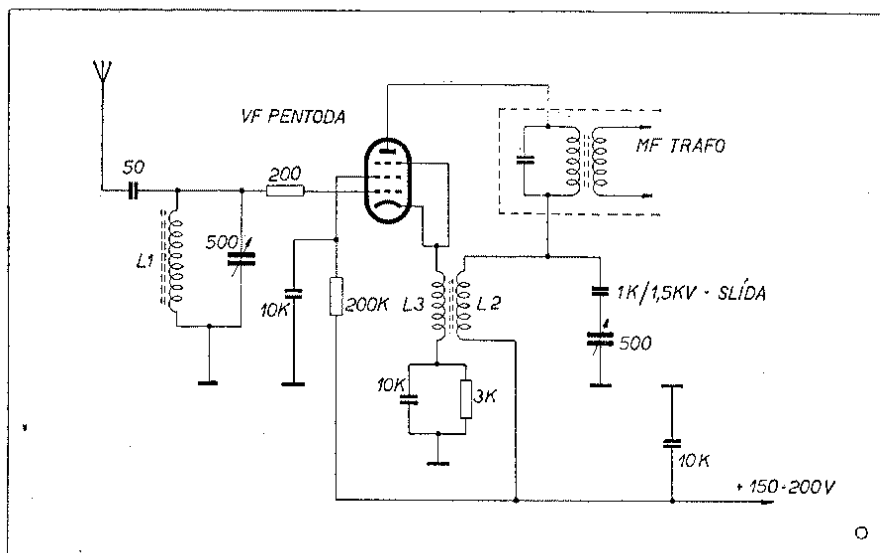 VF PENTODA
MF TRAFO
50
200
L1
500
10K
200K
L3
L2
1K/1,5KV - SLÍDA
500
10K
3K
10K
+ 150-200V